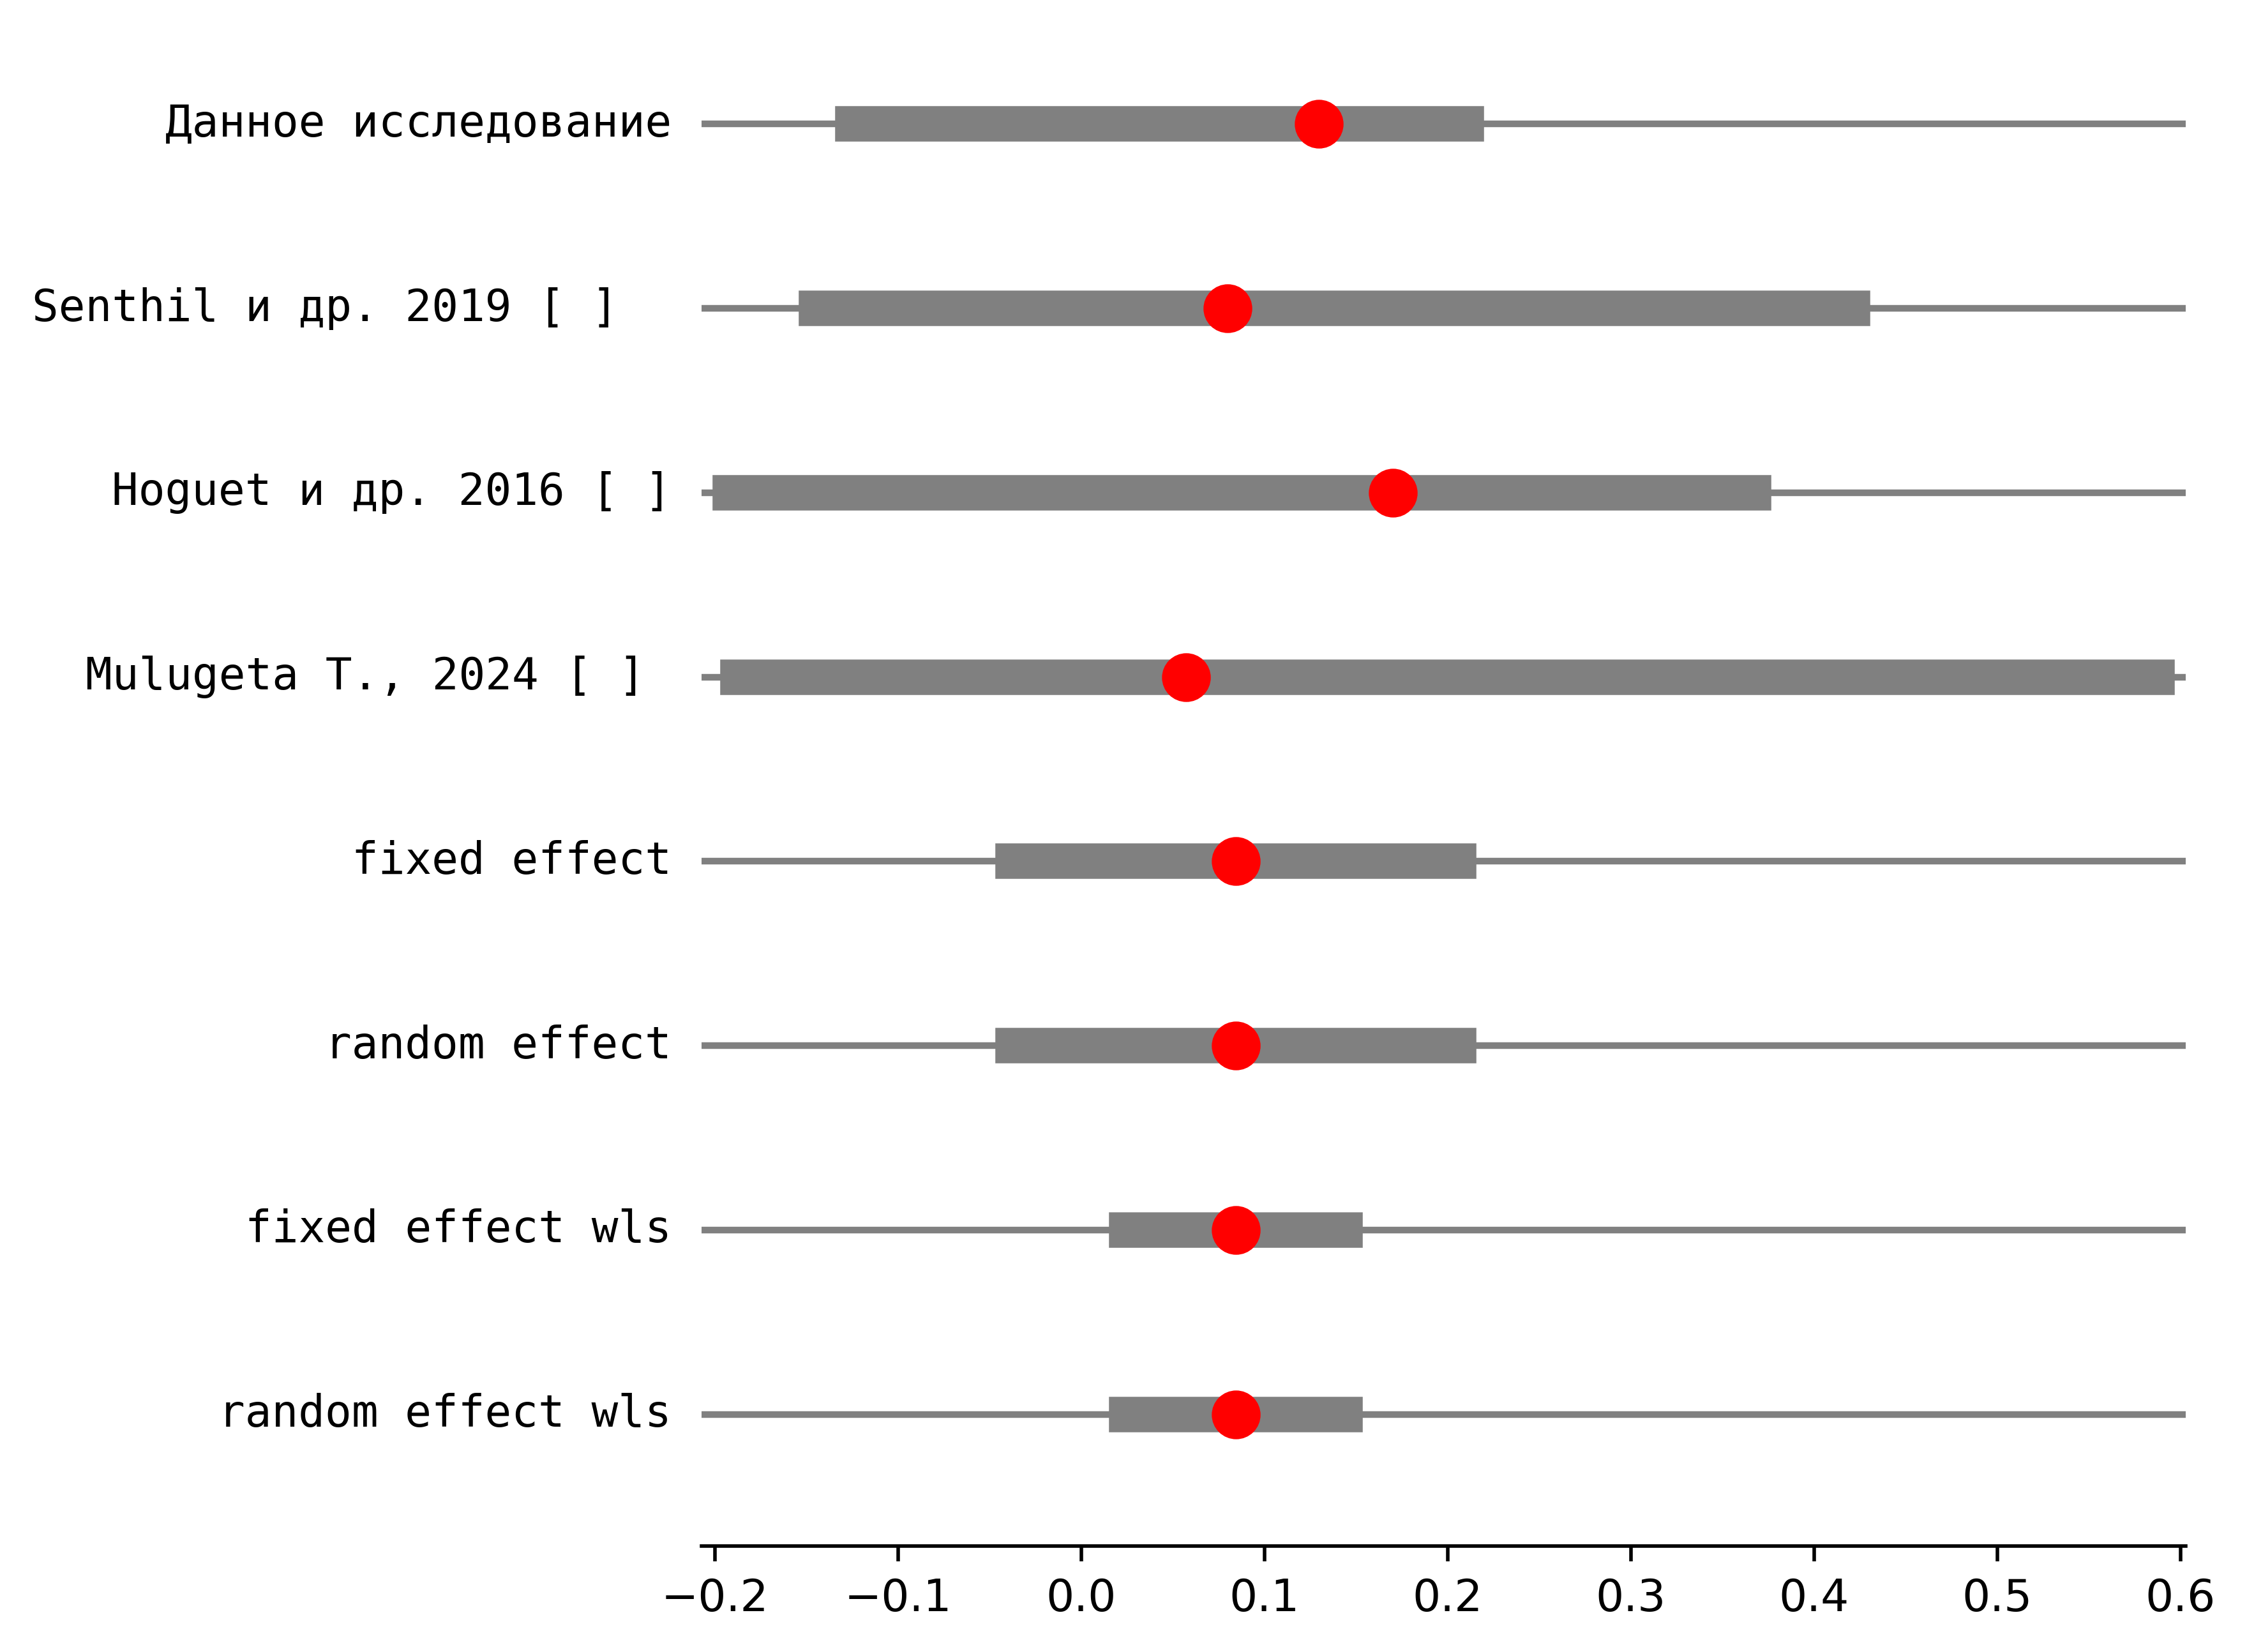 Данное исследование
Senthil и др. 2019 [ ]
Hoguet и др. 2016 [ ]
Mulugeta T., 2024 [ ]
fixed effect
random effect
fixed effect wls
random effect wls
−0.2 −0.1 0.0 0.1 0.2 0.3 0.4 0.5 0.6